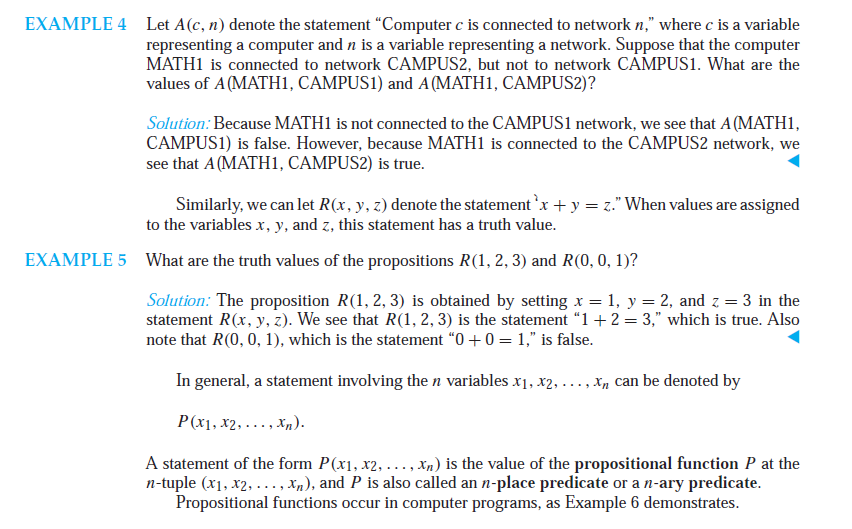 EXAMPLE 4 Let A(c, n) denote the statement “Computer c is connected to network n,” where c is a variable
representing a computer and n is a variable representing a network. Suppose that the computer
MATH1 is connected to network CAMPUS2, but not to network CAMPUS1. What are the
values of A(MATH1, CAMPUS1) and A(MATH1, CAMPUS2)?
Solution: Because MATH1 is not connected to the CAMPUS1 network, we see that A(MATH1,
CAMPUS1) is false. However, because MATH1 is connected to the CAMPUS2 network, we
see that A(MATH1, CAMPUS2) is true.
Similarly, we can let R(x, y, z) denote the statement `x + y = z.” When values are assigned
to the variables x, y, and z, this statement has a truth value.
EXAMPLE 5 What are the truth values of the propositions R(1, 2, 3) and R(0, 0, 1)?
Solution: The proposition R(1, 2, 3) is obtained by setting x = 1, y = 2, and z = 3 in the
statement R(x, y, z). We see that R(1, 2, 3) is the statement “1 + 2 = 3,” which is true. Also
note that R(0, 0, 1), which is the statement “0 + 0 = 1,” is false.
In general, a statement involving the n variables x₁, x₂, . . . , xₙ can be denoted by
P(x₁, x₂, . . . , xₙ).
A statement of the form P(x₁, x₂, . . . , xₙ) is the value of the propositional function P at the
n-tuple (x₁, x₂, . . . , xₙ), and P is also called an n-place predicate or a n-ary predicate.
Propositional functions occur in computer programs, as Example 6 demonstrates.